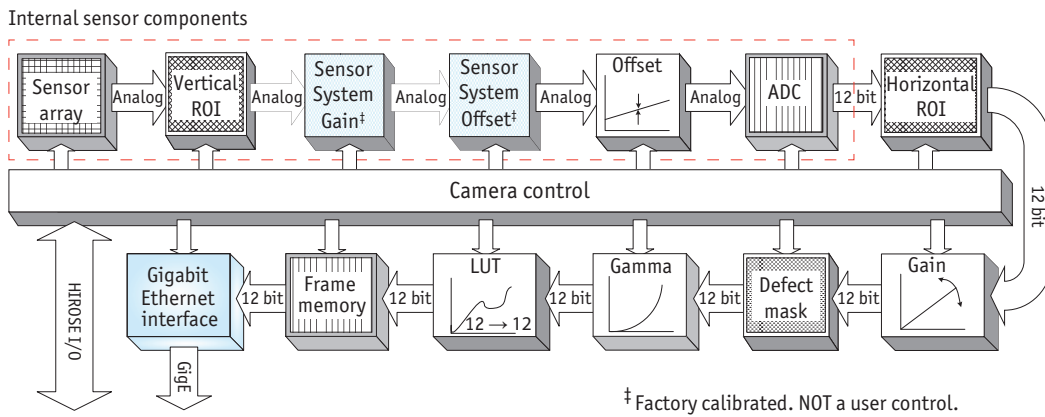 Internal sensor components
Sensor
array
Analog
Vertical
ROI
Analog
Sensor
System
Gain‡
Analog
Sensor
System
Offset‡
Analog
Offset
Analog
ADC
12 bit
Horizontal
ROI
12 bit
Camera control
Gain
Defect
mask
12 bit
Gamma
12 bit
LUT
12 → 12
12 bit
Frame
memory
12 bit
Gigabit
Ethernet
interface
12 bit
HIROSE I/O
GigE
‡ Factory calibrated. NOT a user control.